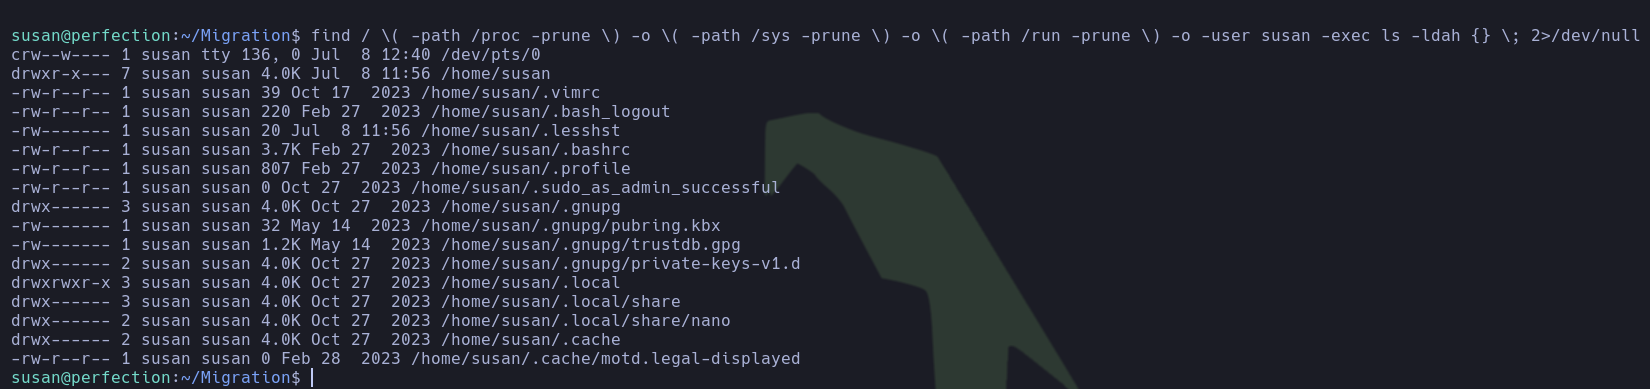 susan@perfection:~/Migration$ find / \( -path /proc -prune \) -o \( -path /sys -prune \) -o \( -path /run -prune \) -o -user susan -exec ls -ldah {} \; 2>/dev/null
crw--w---- 1 susan tty 136, 0 Jul  8 12:40 /dev/pts/0
drwxr-x--- 7 susan susan 4.0K Jul  8 11:56 /home/susan
-rw-r--r-- 1 susan susan 39 Oct 17  2023 /home/susan/.vimrc
-rw-r--r-- 1 susan susan 220 Feb 27  2023 /home/susan/.bash_logout
-rw------- 1 susan susan 20 Jul  8 11:56 /home/susan/.lesshst
-rw-r--r-- 1 susan susan 3.7K Feb 27  2023 /home/susan/.bashrc
-rw-r--r-- 1 susan susan 807 Feb 27  2023 /home/susan/.profile
-rw-r--r-- 1 susan susan 0 Oct 27  2023 /home/susan/.sudo_as_admin_successful
drwx------ 3 susan susan 4.0K Oct 27  2023 /home/susan/.gnupg
-rw------- 1 susan susan 32 May 14  2023 /home/susan/.gnupg/pubring.kbx
-rw------- 1 susan susan 1.2K May 14  2023 /home/susan/.gnupg/trustdb.gpg
drwx------ 2 susan susan 4.0K Oct 27  2023 /home/susan/.gnupg/private-keys-v1.d
drwxrwxr-x 3 susan susan 4.0K Oct 27  2023 /home/susan/.local
drwx------ 3 susan susan 4.0K Oct 27  2023 /home/susan/.local/share
drwx------ 2 susan susan 4.0K Oct 27  2023 /home/susan/.local/share/nano
drwx------ 2 susan susan 4.0K Oct 27  2023 /home/susan/.cache
-rw-r--r-- 1 susan susan 0 Feb 28  2023 /home/susan/.cache/motd.legal-displayed
susan@perfection:~/Migration$